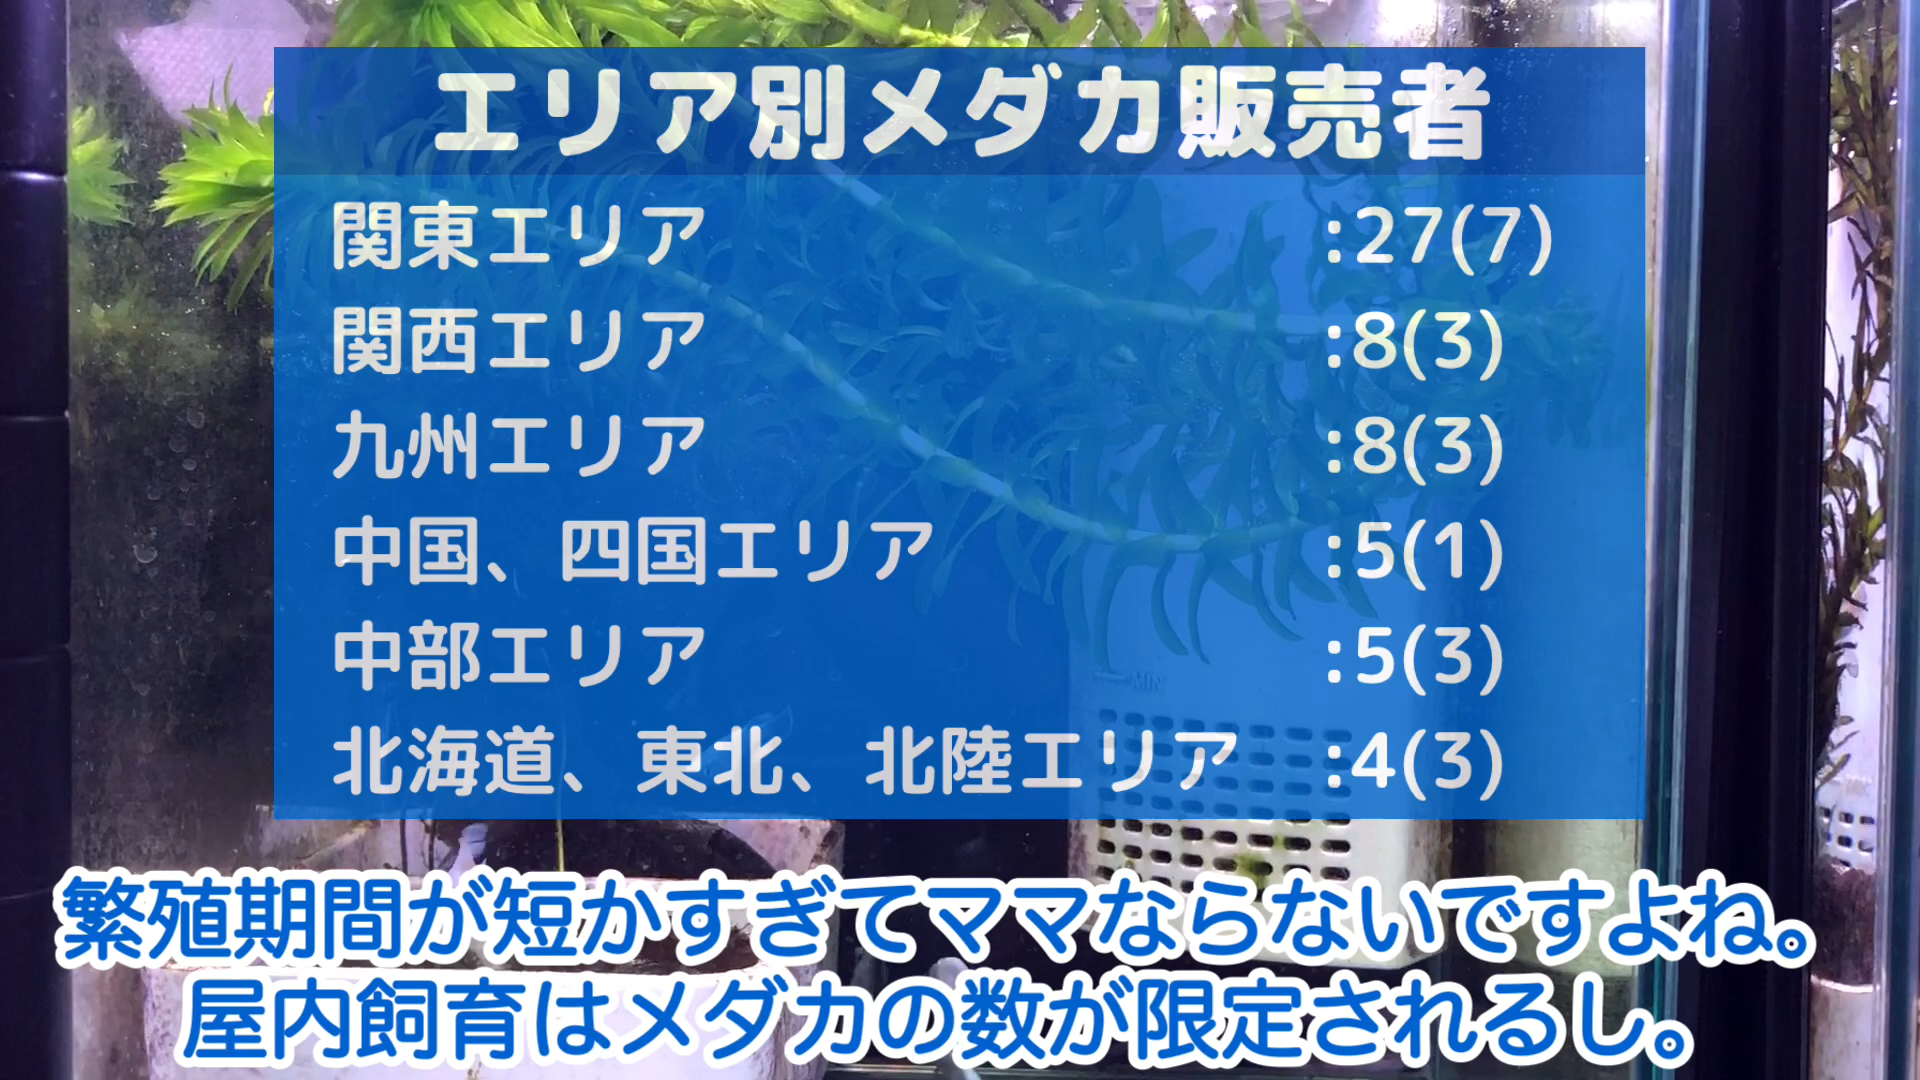 エリア別メダカ販売者
関東エリア :27(7)
関西エリア :8(3)
九州エリア :8(3)
中国、四国エリア :5(1)
中部エリア :5(3)
北海道、東北、北陸エリア :4(3)
MIN
繁殖期間が短かすぎてママならないですよね。
屋内飼育はメダカの数が限定されるし。